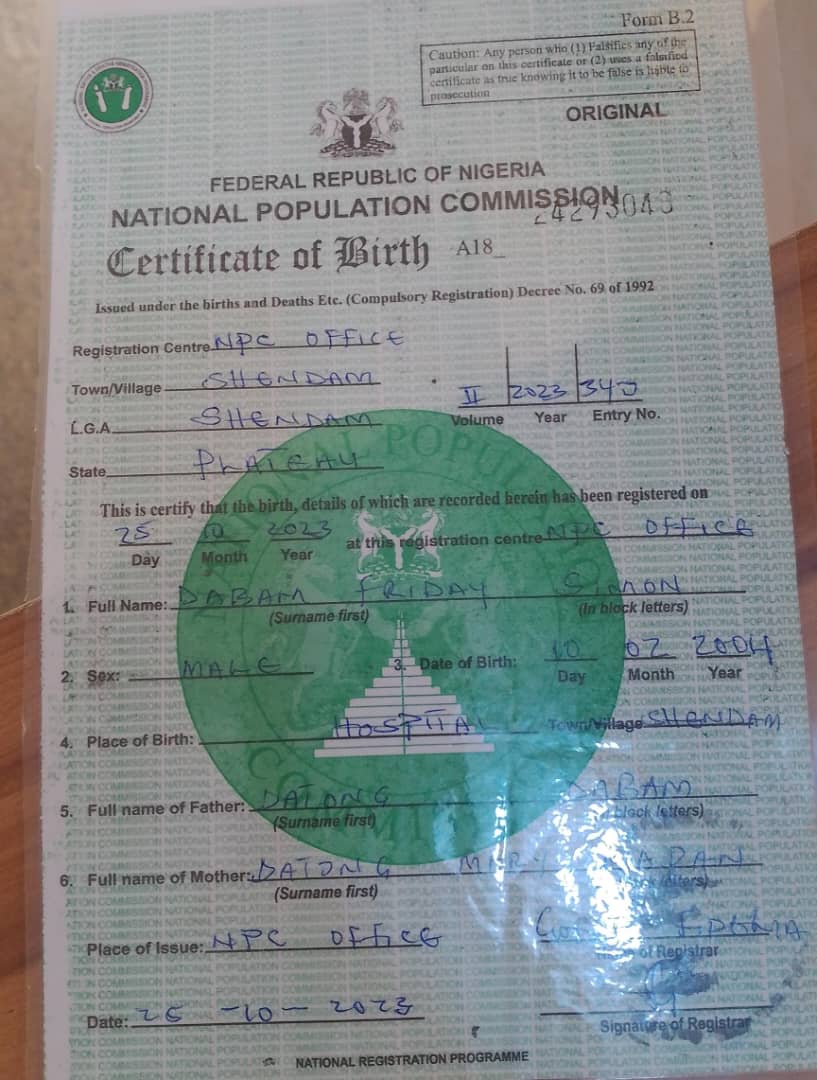 Form B.2
Caution: Any person who (1) Falsifies any of the
particular on this certificate or (2) uses a falsified
certificate as true knowing it to be false is liable to
prosecution
ORIGINAL
FEDERAL REPUBLIC OF NIGERIA
NATIONAL POPULATION COMMISSION
24293043
Certificate of Birth A18_
Issued under the births and Deaths Etc. (Compulsory Registration) Decree No. 69 of 1992
Registration Centre NPC OFFICE
Town/Village SHENDAM
II 2023
L.G.A. SHENDAM
Volume Year Entry No.
State PLATEAU
This is certify that the birth, details of which are recorded herein has been registered on
25 10 2023 at this registration centre NPC OFFICE
Day Month Year
1. Full Name: DABAM FRIDAY SIMON
(Surname first) (In block letters)
2. Sex: MALE 3. Date of Birth: 10 02 2004
Day Month Year
4. Place of Birth: HOSPITAL Town/Village SHENDAM
5. Full name of Father: DATONG DABAM
(Surname first) block letters)
6. Full name of Mother: DATONG MARY
(Surname first)
Place of Issue: NPC OFFICE
of Registrar
Date: 26 -10- 2023
Signature of Registrar
NATIONAL REGISTRATION PROGRAMME